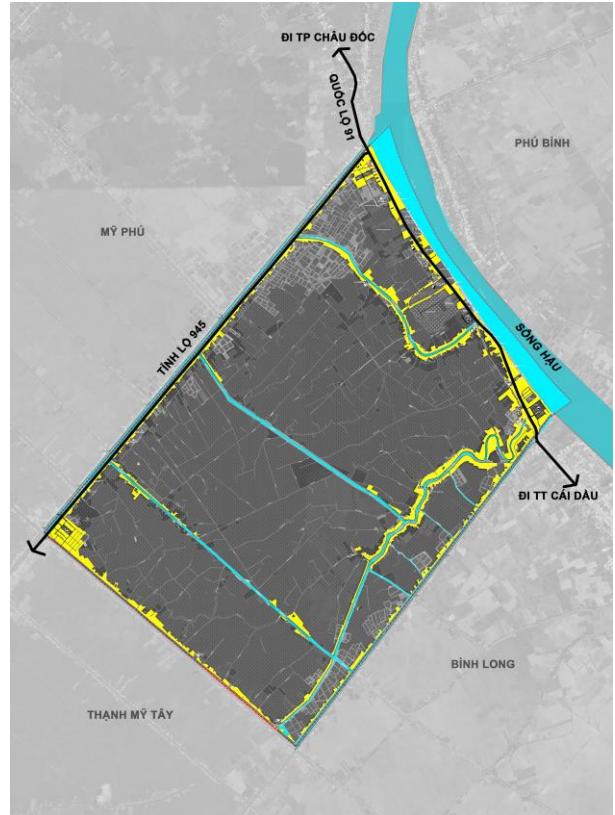 ĐI TP CHÂU ĐỐC
QUỐC LỘ 91
PHÚ BÌNH
MỸ PHÚ
TỈNH LỘ 945
SÔNG HẬU
ĐI TT CÁI DẦU
BÌNH LONG
THẠNH MỸ TÂY